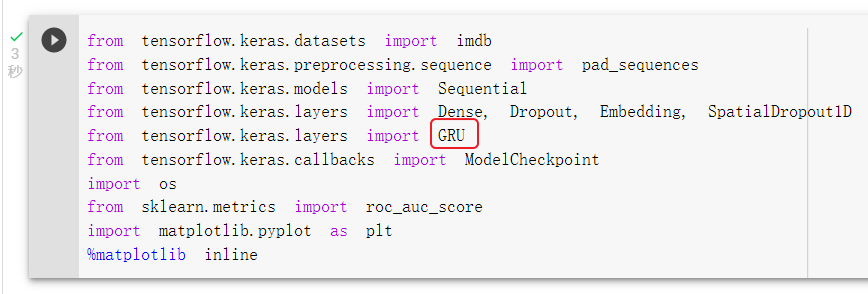 from tensorflow.keras.datasets import imdb
from tensorflow.keras.preprocessing.sequence import pad_sequences
from tensorflow.keras.models import Sequential
from tensorflow.keras.layers import Dense, Dropout, Embedding, SpatialDropout1D
from tensorflow.keras.layers import GRU
from tensorflow.keras.callbacks import ModelCheckpoint
import os
from sklearn.metrics import roc_auc_score
import matplotlib.pyplot as plt
%matplotlib inline
3
秒